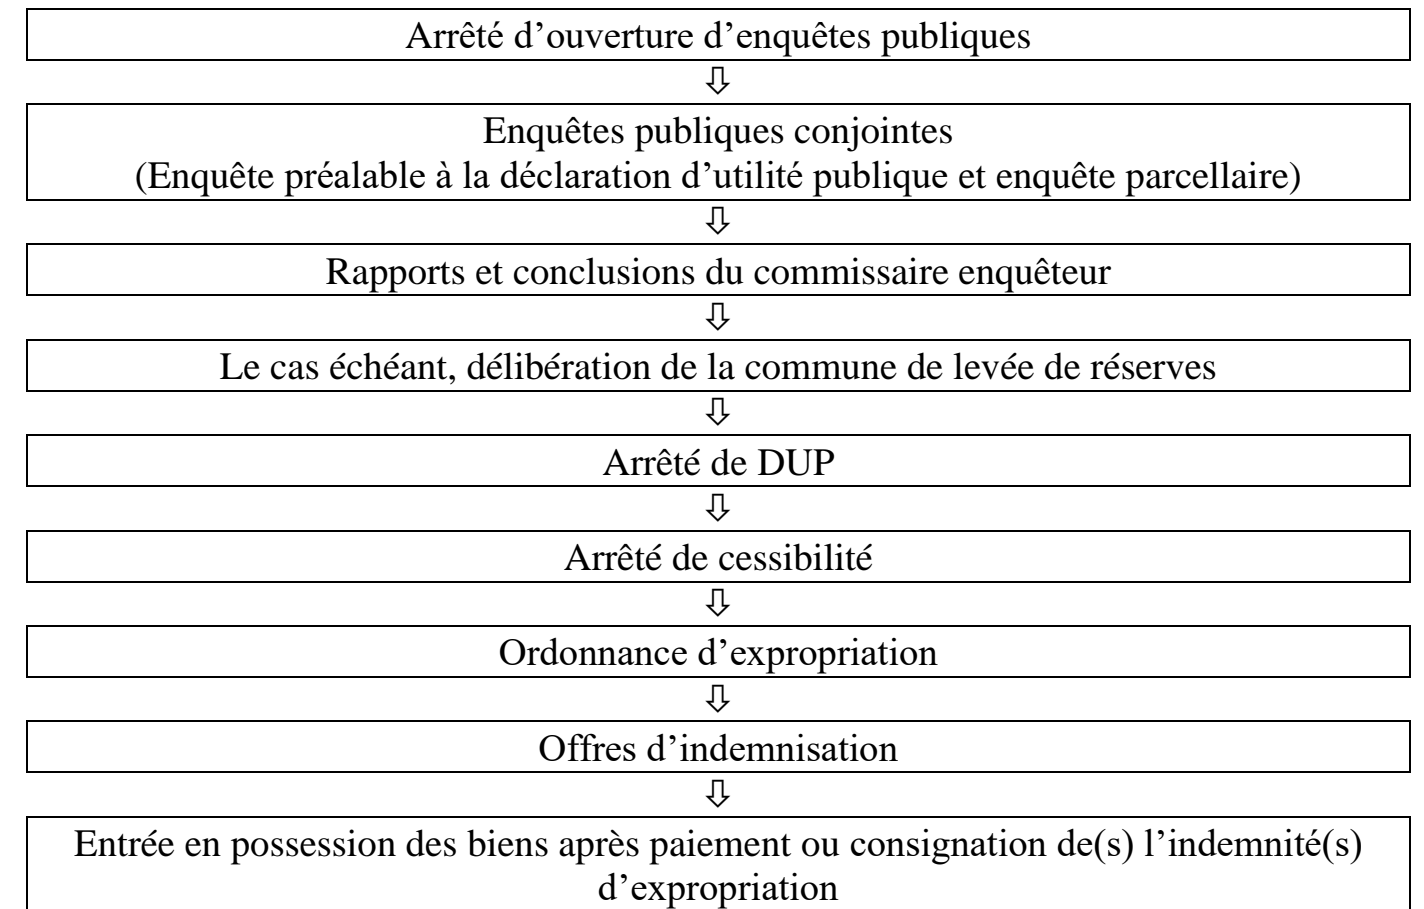 Arrêté d’ouverture d’enquêtes publiques
⇩
Enquêtes publiques conjointes
(Enquête préalable à la déclaration d’utilité publique et enquête parcellaire)
⇩
Rapports et conclusions du commissaire enquêteur
⇩
Le cas échéant, délibération de la commune de levée de réserves
⇩
Arrêté de DUP
⇩
Arrêté de cessibilité
⇩
Ordonnance d’expropriation
⇩
Offres d’indemnisation
⇩
Entrée en possession des biens après paiement ou consignation de(s) l’indemnité(s)
d’expropriation